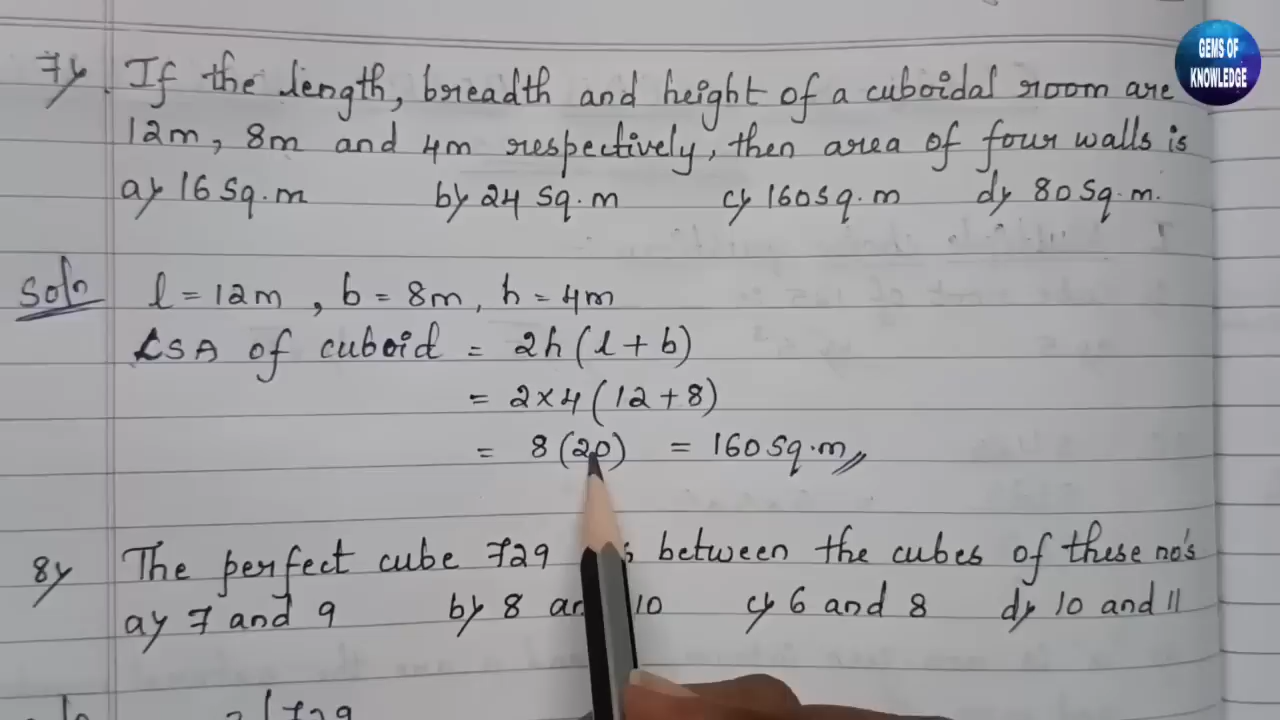 GEMS OF
KNOWLEDGE
7) If the length, breadth and height of a cuboidal room are
12m, 8m and 4m respectively, then area of four walls is
a) 16 Sq.m b) 24 Sq.m c) 160 Sq.m d) 80 Sq.m.
Soln l = 12m, b = 8m, h = 4m
LSA of cuboid = 2h (l + b)
= 2×4 (12 + 8)
= 8 (20) = 160 Sq.m
8) The perfect cube 729 between the cubes of these no's
a) 7 and 9 b) 8 and 10 c) 6 and 8 d) 10 and 11
729